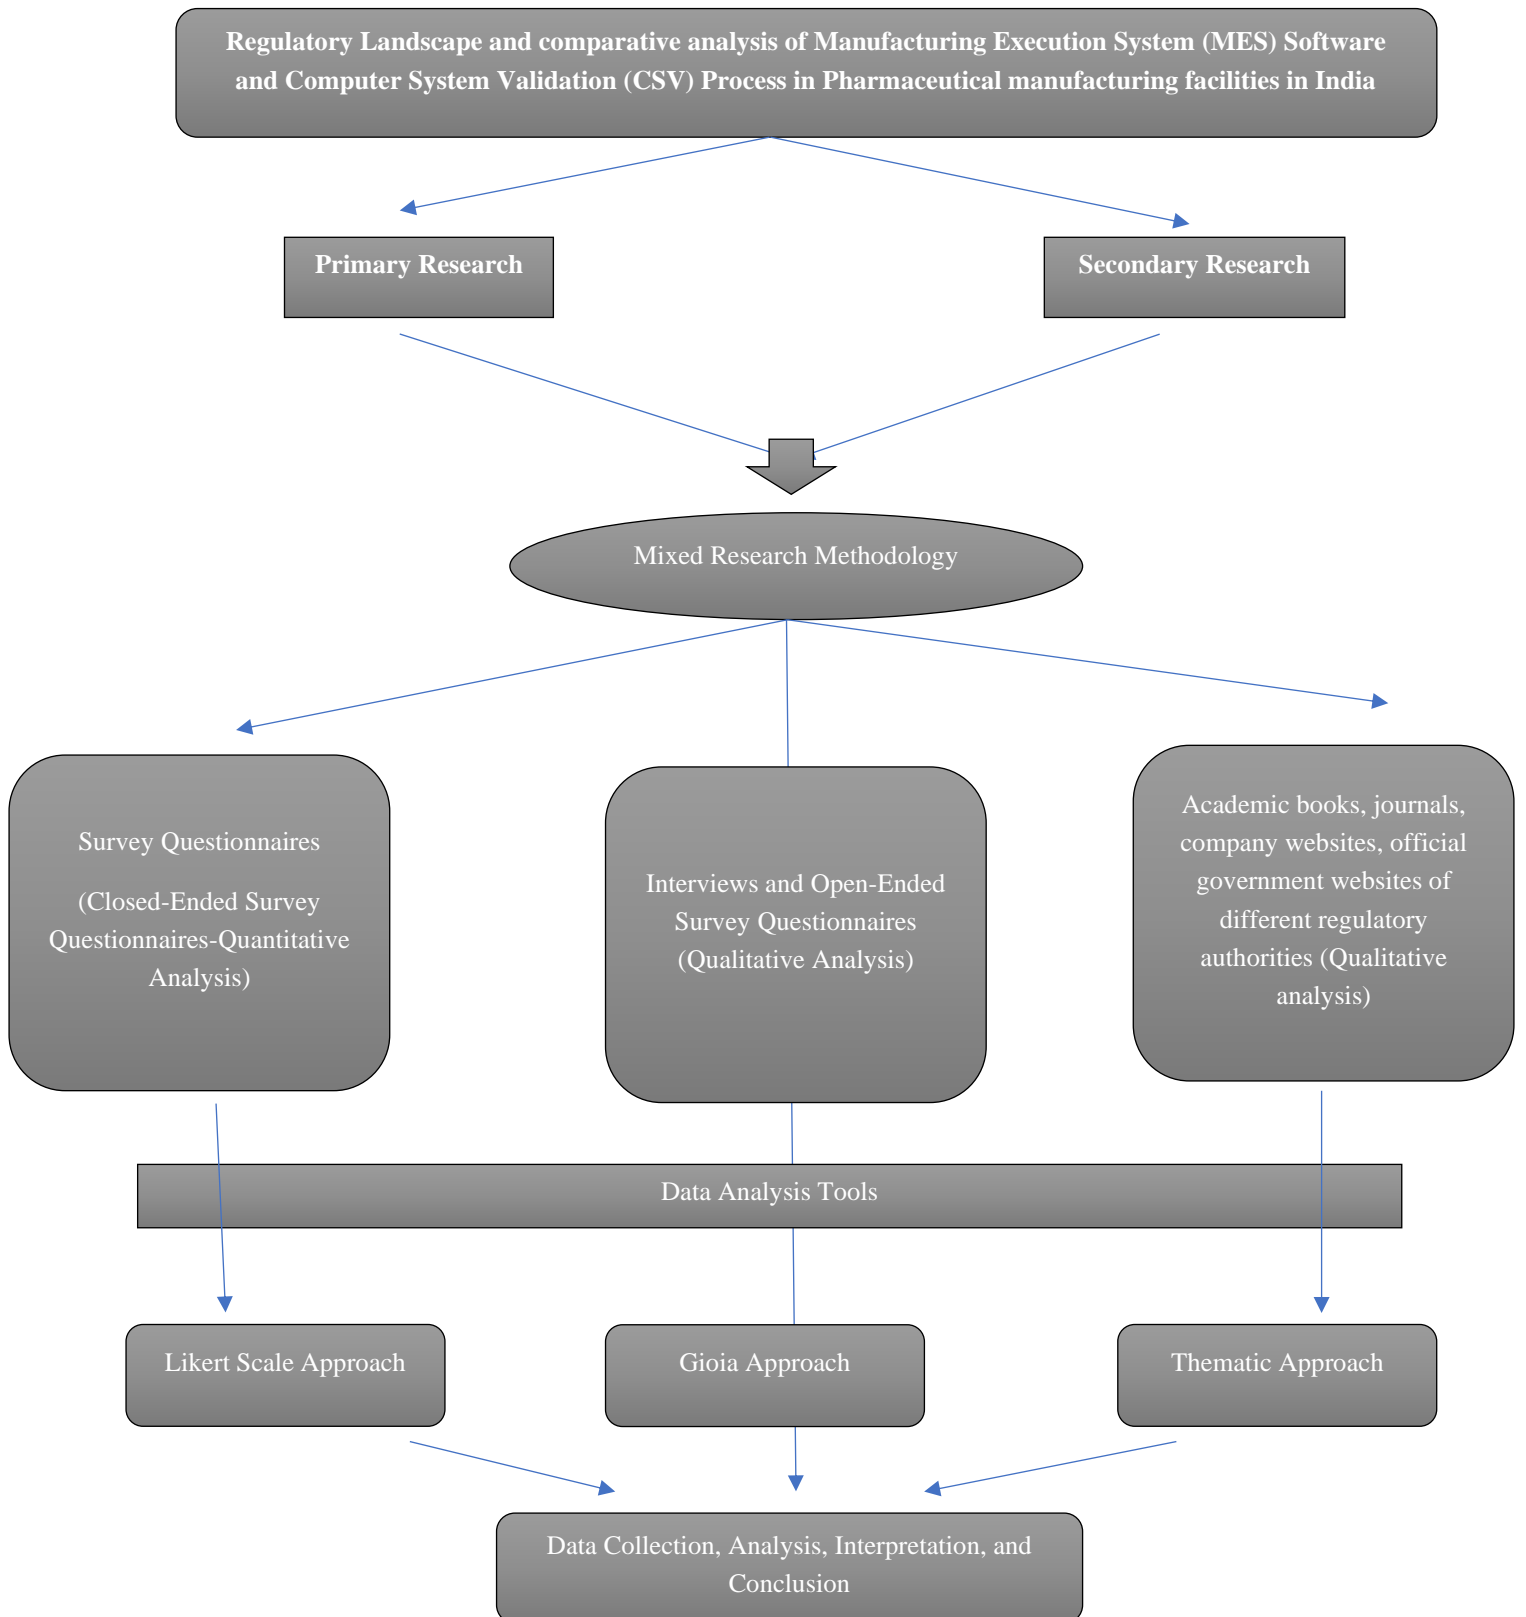 Regulatory Landscape and comparative analysis of Manufacturing Execution System (MES) Software
and Computer System Validation (CSV) Process in Pharmaceutical manufacturing facilities in India
Primary Research
Secondary Research
Mixed Research Methodology
Survey Questionnaires
(Closed-Ended Survey
Questionnaires-Quantitative
Analysis)
Interviews and Open-Ended
Survey Questionnaires
(Qualitative Analysis)
Academic books, journals,
company websites, official
government websites of
different regulatory
authorities (Qualitative
analysis)
Data Analysis Tools
Likert Scale Approach
Gioia Approach
Thematic Approach
Data Collection, Analysis, Interpretation, and
Conclusion